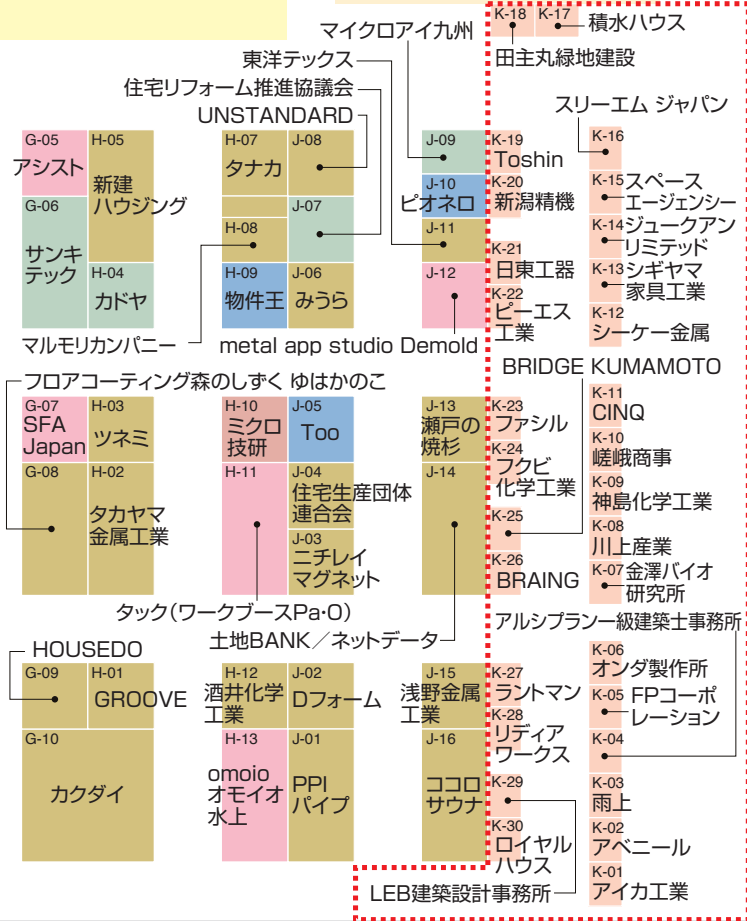 マイクロアイ九州
K-18
K-17
積水ハウス
田主丸緑地建設
東洋テックス
住宅リフォーム推進協議会
UNSTANDARD
スリーエム ジャパン
G-05
アシスト
H-05
新建
ハウジング
G-06
サンキ
テック
H-04
カドヤ
H-07
タナカ
J-08
H-08
J-07
H-09
物件王
J-06
みうら
J-09
J-10
ピオネロ
J-11
J-12
K-19
Toshin
K-20
新潟精機
K-21
日東工器
K-22
ピーエス
工業
K-16
K-15
スペース
エージェンシー
K-14
ジュークアン
リミテッド
K-13
シギヤマ
家具工業
K-12
シーケー金属
マルモリカンパニー
metal app studio Demold
BRIDGE KUMAMOTO
フロアコーティング森のしずく ゆはかのこ
G-07
SFA
Japan
H-03
ツネミ
G-08
H-02
タカヤマ
金属工業
H-10
ミクロ
技研
J-05
Too
H-11
J-04
住宅生産団体
連合会
J-03
ニチレイ
マグネット
J-13
瀬戸の
焼杉
J-14
K-23
ファシル
K-24
フクビ
化学工業
K-25
K-26
BRAING
K-11
CINQ
K-10
嵯峨商事
K-09
神島化学工業
K-08
川上産業
K-07
金澤バイオ
研究所
タック(ワークブースPa・O)
土地BANK/ネットデータ
アルシプラン一級建築士事務所
HOUSEDO
G-09
H-01
GROOVE
G-10
カクダイ
H-12
酒井化学
工業
J-02
Dフォーム
H-13
omoio
オモイオ
水上
J-01
PPI
パイプ
J-15
浅野金属
工業
J-16
ココロ
サウナ
K-27
ラントマン
K-28
リディア
ワークス
K-29
K-30
ロイヤル
ハウス
K-06
オンダ製作所
K-05
FPコーポ
レーション
K-04
K-03
雨上
K-02
アベニール
K-01
アイカ工業
LEB建築設計事務所